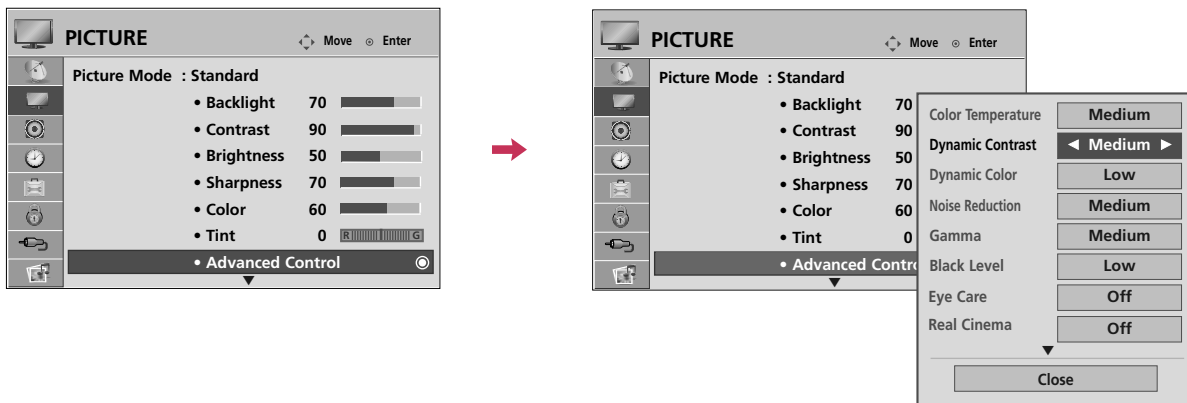 PICTURE Move Enter
Picture Mode : Standard
• Backlight 70
• Contrast 90
• Brightness 50
• Sharpness 70
• Color 60
• Tint 0 R G
• Advanced Control
PICTURE Move Enter
Picture Mode : Standard
• Backlight 70
• Contrast 90
• Brightness 50
• Sharpness 70
• Color 60
• Tint 0
• Advanced Contro
Color Temperature Medium
Dynamic Contrast ◀ Medium ▶
Dynamic Color Low
Noise Reduction Medium
Gamma Medium
Black Level Low
Eye Care Off
Real Cinema Off
Close